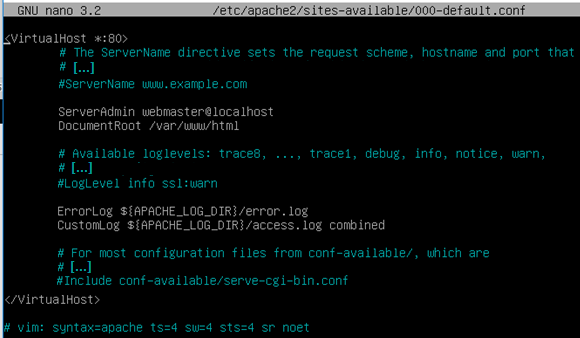 GNU nano 3.2 /etc/apache2/sites-available/000-default.conf
<VirtualHost *:80>
# The ServerName directive sets the request scheme, hostname and port that
# [...]
#ServerName www.example.com
ServerAdmin webmaster@localhost
DocumentRoot /var/www/html
# Available loglevels: trace8, ..., trace1, debug, info, notice, warn,
# [...]
#LogLevel info ssl:warn
ErrorLog ${APACHE_LOG_DIR}/error.log
CustomLog ${APACHE_LOG_DIR}/access.log combined
# For most configuration files from conf-available/, which are
# [...]
#Include conf-available/serve-cgi-bin.conf
</VirtualHost>
# vim: syntax=apache ts=4 sw=4 sts=4 sr noet